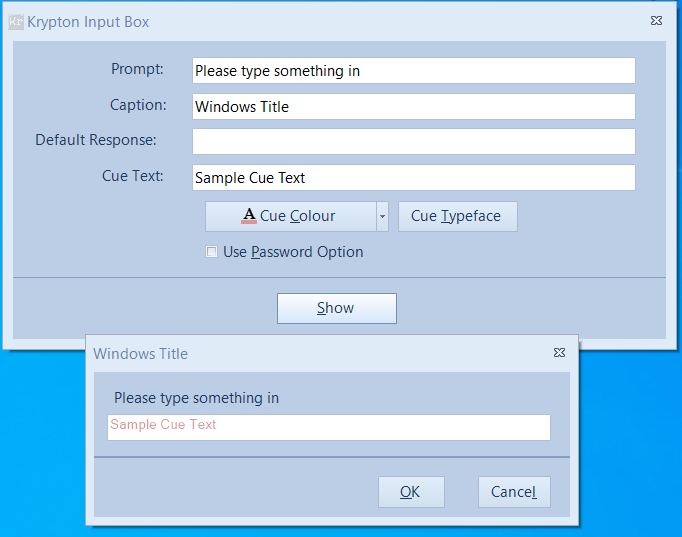 Kr Krypton Input Box
Prompt: Please type something in
Caption: Windows Title
Default Response:
Cue Text: Sample Cue Text
A Cue Colour Cue Typeface
Use Password Option
Show
Windows Title
Please type something in
Sample Cue Text
OK Cancel